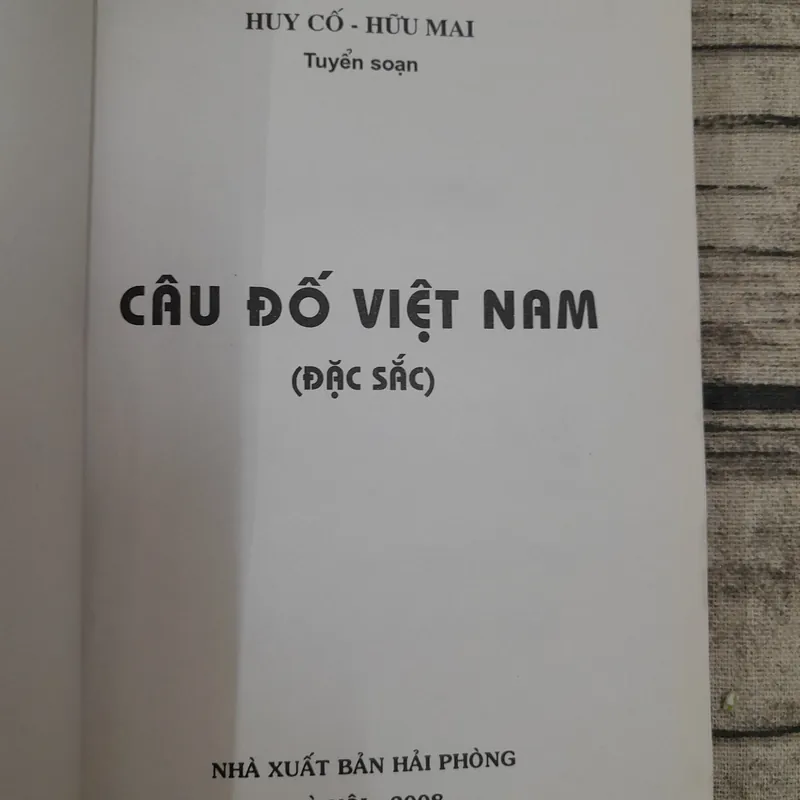 HUY CỐ - HỮU MAI
Tuyển soạn
CÂU ĐỐ VIỆT NAM
(ĐẶC SẮC)
NHÀ XUẤT BẢN HẢI PHÒNG